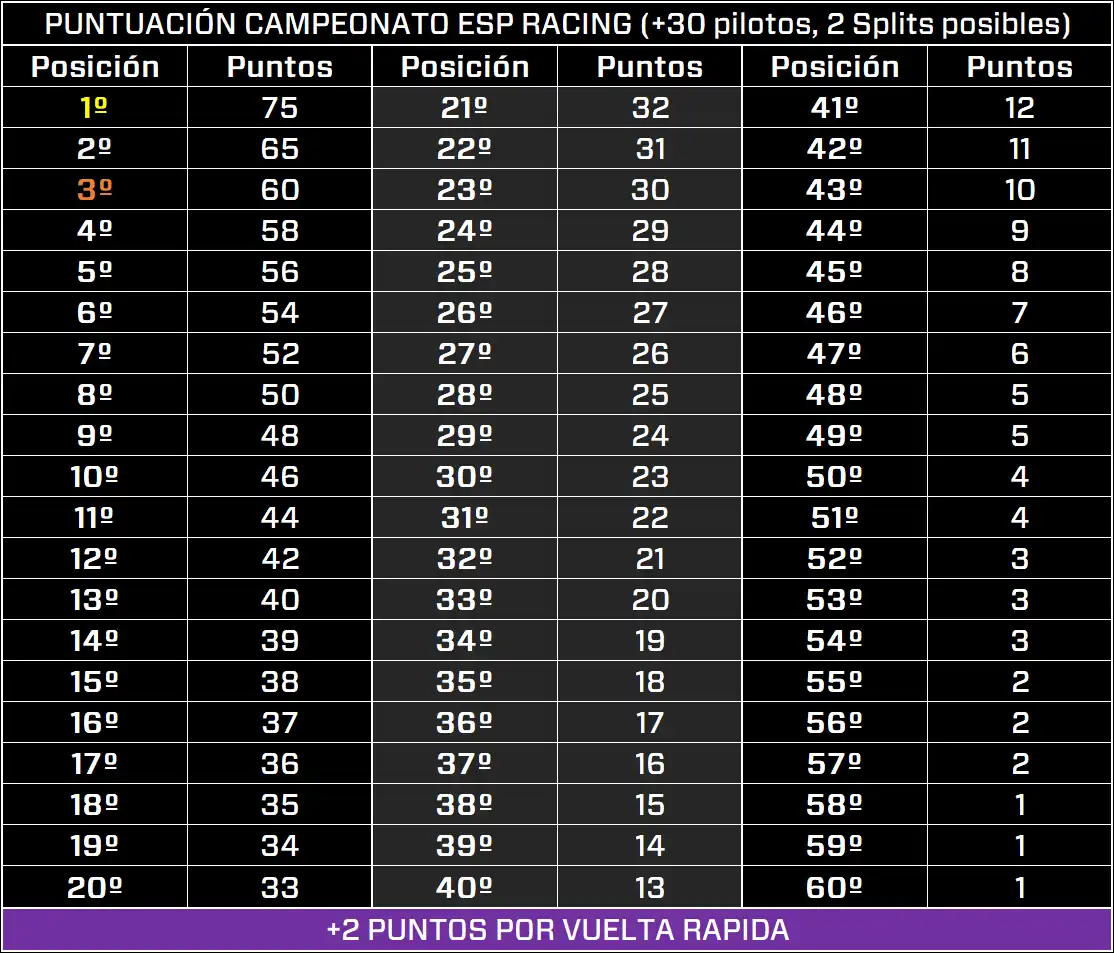 PUNTUACIÓN CAMPEONATO ESP RACING (+30 pilotos, 2 Splits posibles)
Posición Puntos Posición Puntos Posición Puntos
1º 75 21º 32 41º 12
2º 65 22º 31 42º 11
3º 60 23º 30 43º 10
4º 58 24º 29 44º 9
5º 56 25º 28 45º 8
6º 54 26º 27 46º 7
7º 52 27º 26 47º 6
8º 50 28º 25 48º 5
9º 48 29º 24 49º 5
10º 46 30º 23 50º 4
11º 44 31º 22 51º 4
12º 42 32º 21 52º 3
13º 40 33º 20 53º 3
14º 39 34º 19 54º 3
15º 38 35º 18 55º 2
16º 37 36º 17 56º 2
17º 36 37º 16 57º 2
18º 35 38º 15 58º 1
19º 34 39º 14 59º 1
20º 33 40º 13 60º 1
+2 PUNTOS POR VUELTA RAPIDA